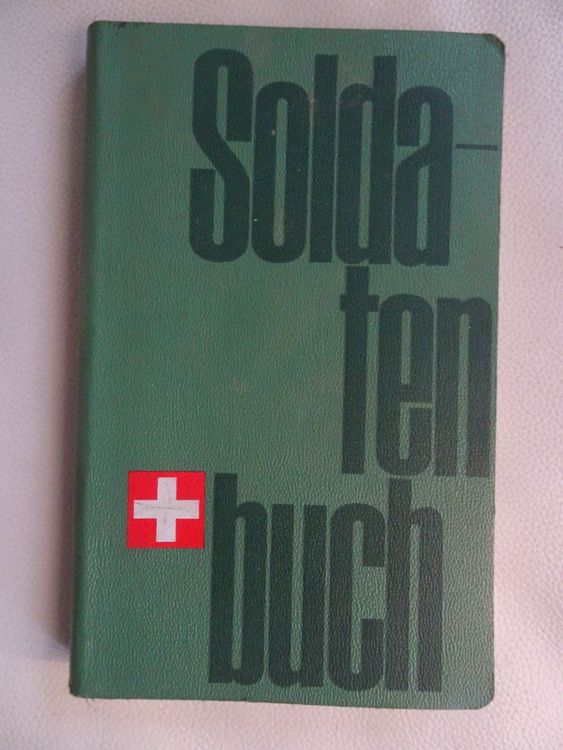 Solda-
ten
buch